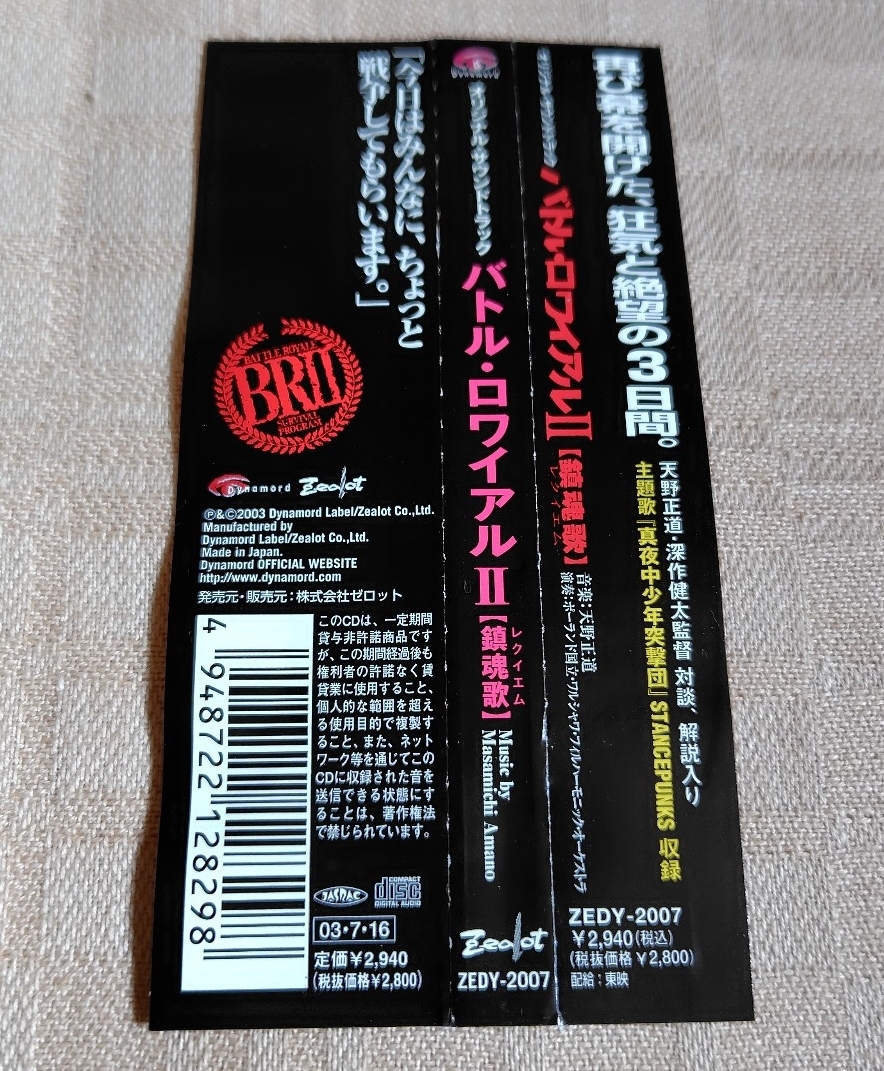 再び幕を開けた、狂気と絶望の3日間。
天野正道・深作健太監督 対談、解説入り
主題歌『真夜中少年突撃団』STANCEPUNKS 収録
オリジナル・サウンドトラック
バトル・ロワイアルII
【鎮魂歌】
レクイエム
音楽:天野正道
演奏:ポーランド国立・ワルシャワ・フィルハーモニック・オーケストラ
ZEDY-2007
¥2,940(税込)
(税抜価格 ¥2,800)
配給:東映
Dynamord
オリジナル・サウンドトラック
バトル・ロワイアルII
【鎮魂歌】
レクイエム
Music by
Masamichi Amano
Zealot
ZEDY-2007
「今日はみんなに、ちょっと
戦争してもらいます。」
BATTLE ROYALE
BRII
SURVIVAL
PROGRAM
Dynamord Zealot
Ⓟ&©2003 Dynamord Label/Zealot Co.,Ltd.
Manufactured by
Dynamord Label/Zealot Co.,Ltd.
Made in Japan.
Dynamord OFFICIAL WEBSITE
http://www.dynamord.com
発売元・販売元:株式会社ゼロット
このCDは、一定期間
貸与非許諾商品です
が、この期間経過後も
権利者の許諾なく賃
貸業に使用すること、
個人的な範囲を超え
る使用目的で複製す
ること、また、ネット
ワーク等を通じてこの
CDに収録された音を
送信できる状態にす
ることは、著作権法
で禁じられています。
4 948722 128298
JASRAC
COMPACT
disc
DIGITAL AUDIO
03・7・16
定価¥2,940
(税抜価格¥2,800)